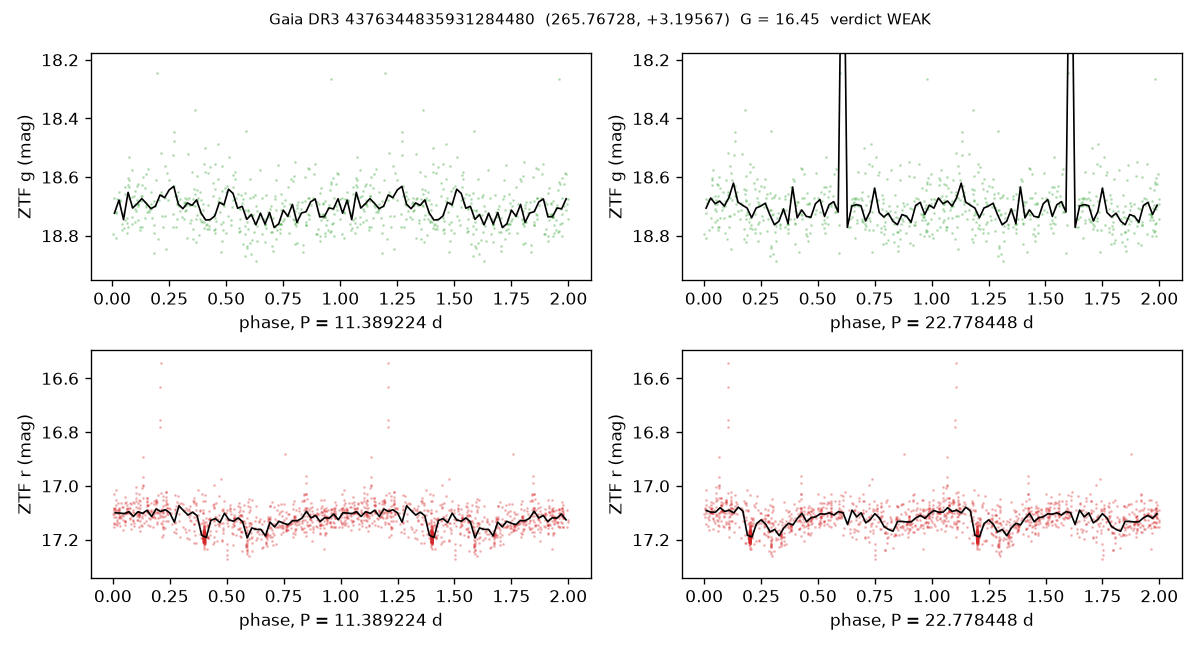 Gaia DR3 4376344835931284480  (265.76728, +3.19567)  G = 16.45  verdict WEAK
ZTF g (mag)
18.2
18.4
18.6
18.8
0.00 0.25 0.50 0.75 1.00 1.25 1.50 1.75 2.00
phase, P = 11.389224 d
ZTF g (mag)
18.2
18.4
18.6
18.8
0.00 0.25 0.50 0.75 1.00 1.25 1.50 1.75 2.00
phase, P = 22.778448 d
ZTF r (mag)
16.6
16.8
17.0
17.2
0.00 0.25 0.50 0.75 1.00 1.25 1.50 1.75 2.00
phase, P = 11.389224 d
ZTF r (mag)
16.6
16.8
17.0
17.2
0.00 0.25 0.50 0.75 1.00 1.25 1.50 1.75 2.00
phase, P = 22.778448 d